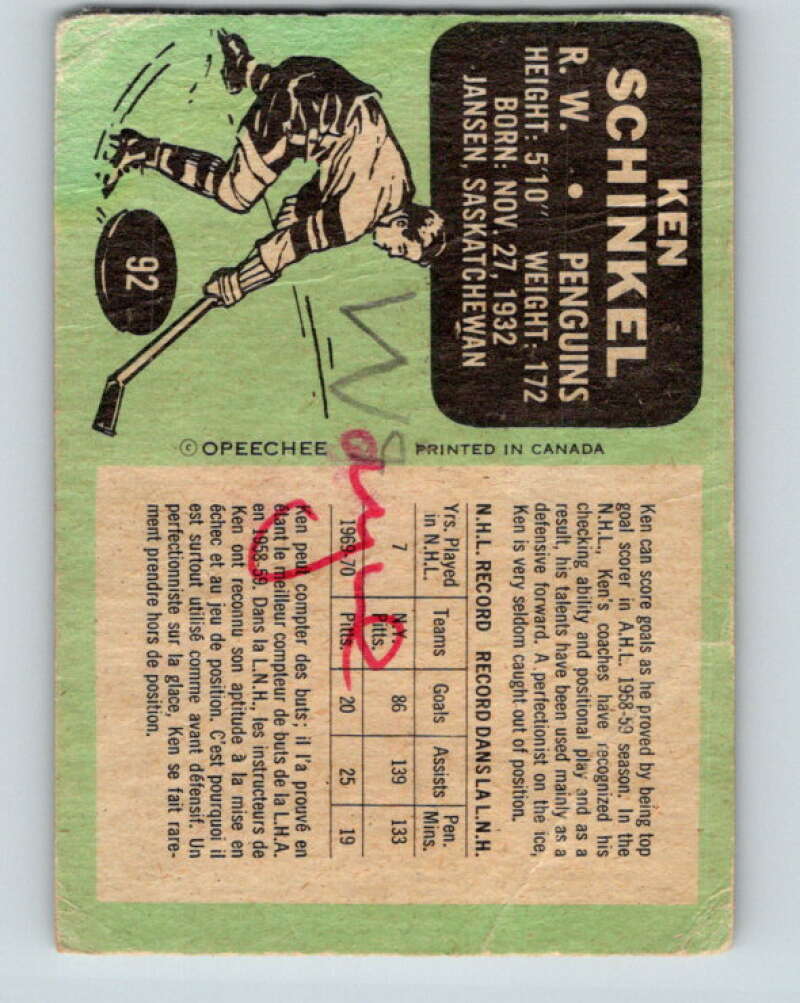 KEN
SCHINKEL
R. W. • PENGUINS
HEIGHT: 5'10" WEIGHT: 172
BORN: NOV. 27, 1932
JANSEN, SASKATCHEWAN
92
© OPEECHEE PRINTED IN CANADA
Wayne
Ken can score goals as he proved by being top
goal scorer in A.H.L. 1958-59 season. In the
N.H.L., Ken's coaches have recognized his
checking ability and positional play and as a
result, his talents have been used mainly as a
defensive forward. A perfectionist on the ice,
Ken is very seldom caught out of position.
N.H.L. RECORD RECORD DANS LA L.N.H.
Yrs. Played in N.H.L. Teams Goals Assists Pen. Mins.
7 N.Y. Pitts. 86 139 133
1969-70 Pitts. 20 25 19
Ken peut compter des buts; il l'a prouvé en
étant le meilleur compteur de buts de la L.H.A.
en 1958-59. Dans la L.N.H., les instructeurs de
Ken ont reconnu son aptitude à la mise en
échec et au jeu de position. C'est pourquoi il
est surtout utilisé comme avant défensif. Un
perfectionniste sur la glace, Ken se fait rare-
ment prendre hors de position.